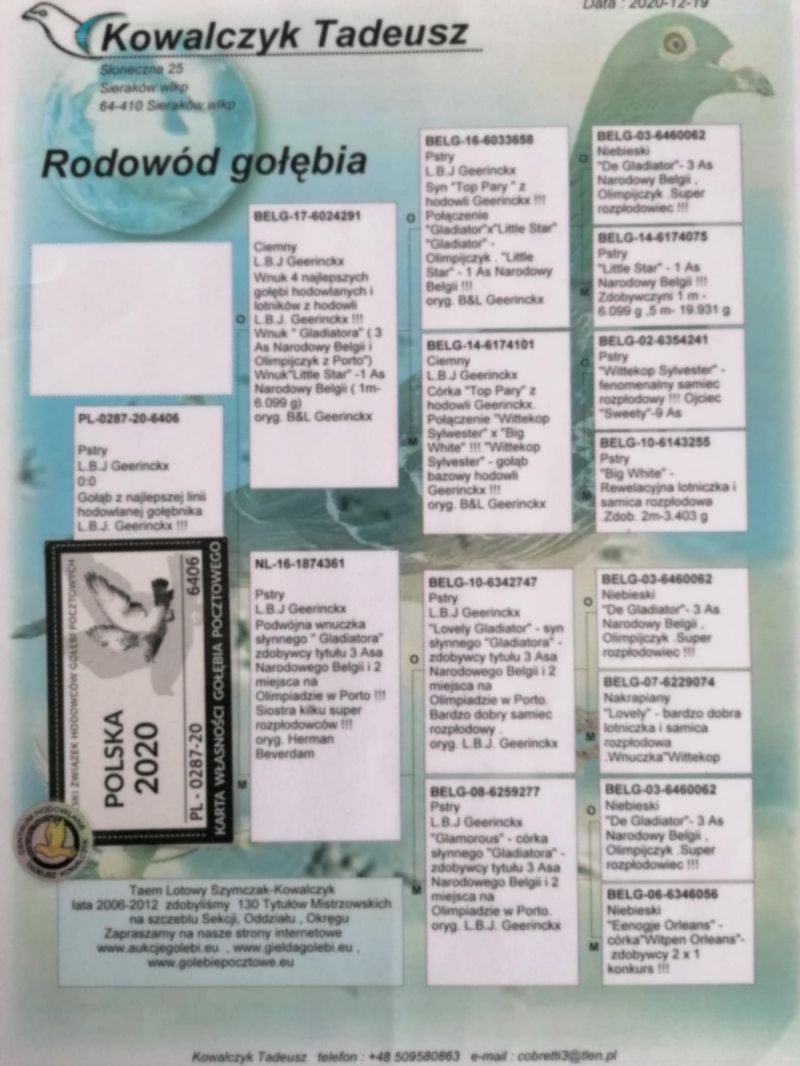 Data : 2020-12-19
Kowalczyk Tadeusz
Słoneczna 25
Sieraków wlkp
64-410 Sieraków wlkp
Rodowód gołębia
PL-0287-20-6406
Pstry
L.B.J Geerinckx
0:0
Gołąb z najlepszej linii
hodowlanej gołębnika
L.B.J. Geerinckx !!!
BELG-17-6024291
Ciemny
L.B.J Geerinckx
Wnuk 4 najlepszych
gołębi hodowlanych i
lotników z hodowli
L.B.J. Geerinckx !!!
Wnuk " Gladiatora" ( 3
As Narodowy Belgii i
Olimpijczyk z Porto")
Wnuk"Little Star" -1 As
Narodowy Belgii ( 1m-
6.099 g)
oryg. B&L Geerinckx
O
M
NL-16-1874361
Pstry
L.B.J Geerinckx
Podwójna wnuczka
słynnego " Gladiatora"
zdobywcy tytułu 3 Asa
Narodowego Belgii i 2
miejsca na
Olimpiadzie w Porto !!!
Siostra kilku super
rozpłodowców !!!
oryg. Herman
Beverdam
BELG-16-6033658
Pstry
L.B.J Geerinckx
Syn "Top Pary " z
hodowli Geerinckx !!!
Połączenie
"Gladiator"x"Little Star"
"Gladiator" -
Olimpijczyk . "Little
Star" - 1 As Narodowy
Belgii !!!
oryg. B&L Geerinckx
O
M
BELG-14-6174101
Ciemny
L.B.J Geerinckx
Córka "Top Pary" z
hodowli Geerinckx.
Połączenie "Wittekop
Sylwester" x "Big
White" !!! "Wittekop
Sylvester" - gołąb
bazowy hodowli
Geerinckx !!!
oryg. B&L Geerinckx
BELG-10-6342747
Pstry
L.B.J Geerinckx
"Lovely Gladiator" - syn
słynnego "Gladiatora" -
zdobywcy tytułu 3 Asa
Narodowego Belgii i 2
miejsca na
Olimpiadzie w Porto.
Bardzo dobry samiec
rozpłodowy .
oryg. L.B.J. Geerinckx
O
M
BELG-08-6259277
Pstry
L.B.J Geerinckx
"Glamorous" - córka
słynnego "Gladiatora" -
zdobywcy tytułu 3 Asa
Narodowego Belgii i 2
miejsca na
Olimpiadzie w Porto.
oryg. L.B.J. Geerinckx
BELG-03-6460062
Niebieski
"De Gladiator"- 3 As
Narodowy Belgii ,
Olimpijczyk .Super
rozpłodowiec !!!
O
M
BELG-14-6174075
Pstry
"Little Star" - 1 As
Narodowy Belgii !!!
Zdobywczyni 1 m -
6.099 g ,5 m- 19.931 g
BELG-02-6354241
Pstry
"Wittekop Sylvester" -
fenomenalny samiec
rozpłodowy !!! Ojciec
"Sweety"-9 As
O
M
BELG-10-6143255
Pstry
"Big White" -
Rewelacyjna lotniczka i
samica rozpłodowa
.Zdob. 2m-3.403 g
BELG-03-6460062
Niebieski
"De Gladiator"- 3 As
Narodowy Belgii ,
Olimpijczyk .Super
rozpłodowiec !!!
O
M
BELG-07-6229074
Nakrapiany
"Lovely" - bardzo dobra
lotniczka i samica
rozpłodowa
.Wnuczka"Wittekop
BELG-03-6460062
Niebieski
"De Gladiator"- 3 As
Narodowy Belgii ,
Olimpijczyk .Super
rozpłodowiec !!!
O
M
BELG-06-6346056
Niebieski
"Eenogje Orleans" -
córka"Witpen Orleans"-
zdobywcy 2 x 1
konkurs !!!
SKI ZWIĄZEK HODOWCÓW GOŁĘBI POCZTOWYCH
POLSKA
2020
PL - 0287-20
6406
KARTA WŁASNOŚCI GOŁĘBIA POCZTOWEGO
CENTRUM HODOWLANE
TADEUSZ KOWALCZYK
Taem Lotowy Szymczak-Kowalczyk
lata 2006-2012 zdobyliśmy 130 Tytułów Mistrzowskich
na szczeblu Sekcji, Oddziału , Okręgu
Zapraszamy na nasze strony internetowe
www.aukcjegolebi.eu , www.gieldagolebi.eu ,
www.golebiepocztowe.eu
Kowalczyk Tadeusz telefon : +48 509580863 e-mail : cobretti3@tlen.pl